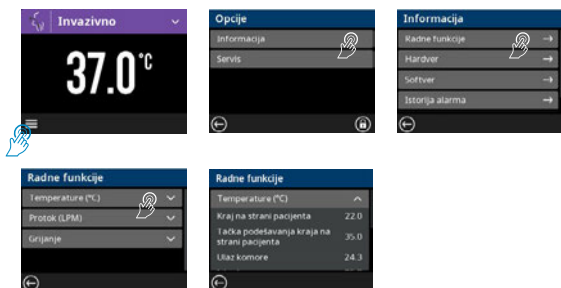 Invazivno
37.0°C
Opcije
Informacija
Servis
Informacija
Radne funkcije
Hardver
Softver
Istorija alarma
Radne funkcije
Temperature (°C)
Protok (LPM)
Grijanje
Radne funkcije
Temperature (°C)
Kraj na strani pacijenta 22.0
Tačka podešavanja kraja na
strani pacijenta 35.0
Ulaz komore 24.3